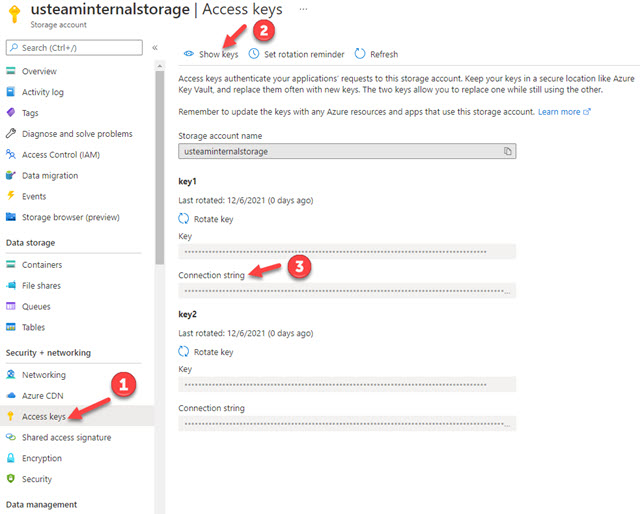 usteaminternalstorage | Access keys ...
Storage account
Search (Ctrl+/)
«
Overview
Activity log
Tags
Diagnose and solve problems
Access Control (IAM)
Data migration
Events
Storage browser (preview)
Data storage
Containers
File shares
Queues
Tables
Security + networking
Networking
Azure CDN
Access keys
1
Shared access signature
Encryption
Security
Data management
2
Show keys
Set rotation reminder
Refresh
Access keys authenticate your applications' requests to this storage account. Keep your keys in a secure location like Azure
Key Vault, and replace them often with new keys. The two keys allow you to replace one while still using the other.
Remember to update the keys with any Azure resources and apps that use this storage account. Learn more
Storage account name
usteaminternalstorage
key1
Last rotated: 12/6/2021 (0 days ago)
Rotate key
Key
Connection string
3
key2
Last rotated: 12/6/2021 (0 days ago)
Rotate key
Key
Connection string